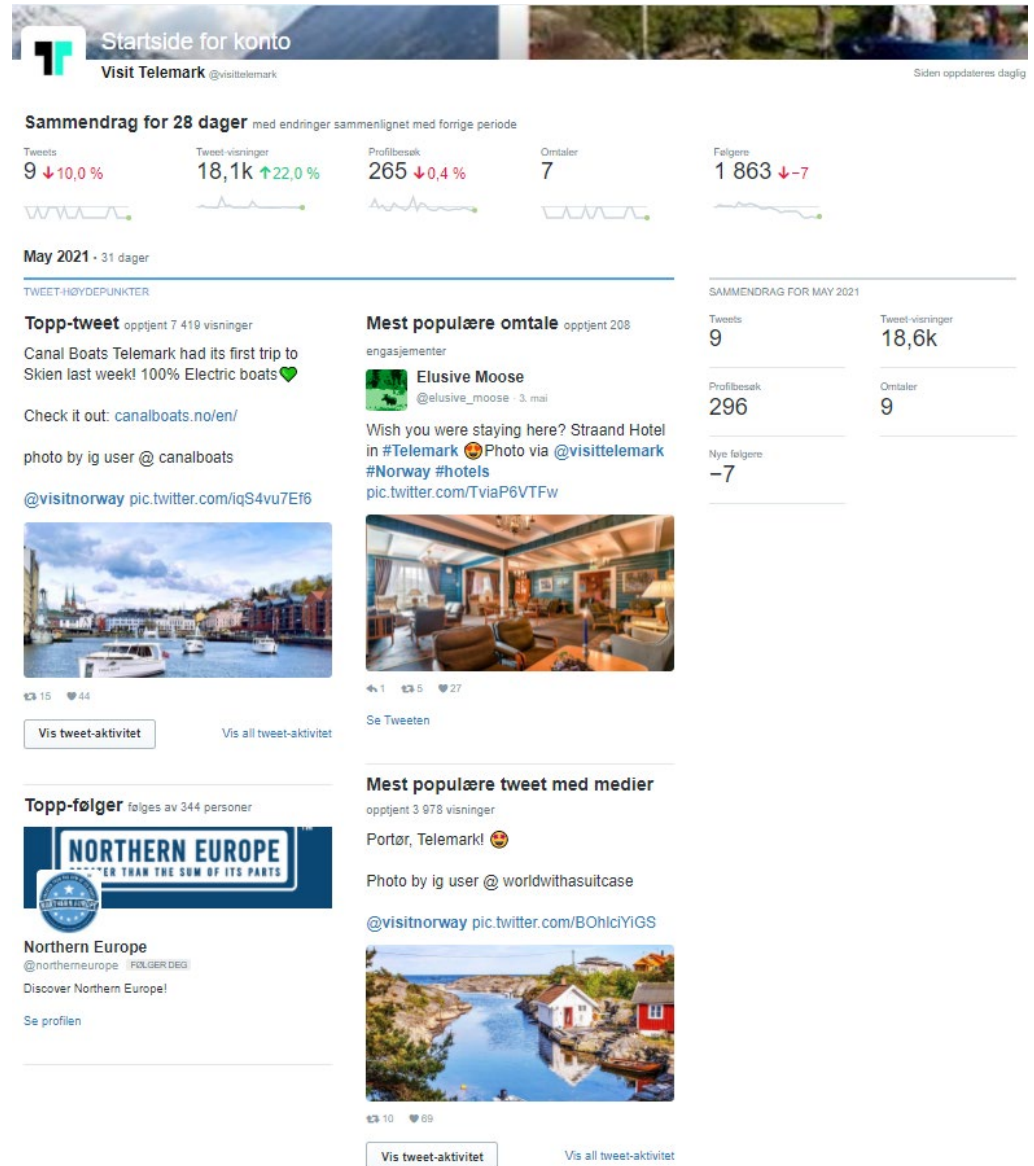 Startside for konto
Visit Telemark @visittelemark
Siden oppdateres daglig
Sammendrag for 28 dager med endringer sammenlignet med forrige periode
Tweets
9 ↓10,0 %
Tweet-visninger
18,1k ↑22,0 %
Profilbesøk
265 ↓0,4 %
Omtaler
7
Følgere
1 863 ↓−7
May 2021 • 31 dager
TWEET-HØYDEPUNKTER
Topp-tweet opptjent 7 419 visninger
Canal Boats Telemark had its first trip to
Skien last week! 100% Electric boats💚
Check it out: canalboats.no/en/
photo by ig user @ canalboats
@visitnorway pic.twitter.com/iqS4vu7Ef6
15 44
Vis tweet-aktivitet
Vis all tweet-aktivitet
Topp-følger følges av 344 personer
NORTHERN EUROPE
THAN THE SUM OF ITS PARTS
Northern Europe
@northerneurope FØLGER DEG
Discover Northern Europe!
Se profilen
Mest populære omtale opptjent 208
engasjementer
Elusive Moose
@elusive_moose · 3. mai
Wish you were staying here? Straand Hotel
in #Telemark 😍Photo via @visittelemark
#Norway #hotels
pic.twitter.com/TviaP6VTFw
1 5 27
Se Tweeten
Mest populære tweet med medier
opptjent 3 978 visninger
Portør, Telemark! 😍
Photo by ig user @ worldwithasuitcase
@visitnorway pic.twitter.com/BOhIciYiGS
10 69
Vis tweet-aktivitet
Vis all tweet-aktivitet
SAMMENDRAG FOR MAY 2021
Tweets
9
Tweet-visninger
18,6k
Profilbesøk
296
Omtaler
9
Nye følgere
−7